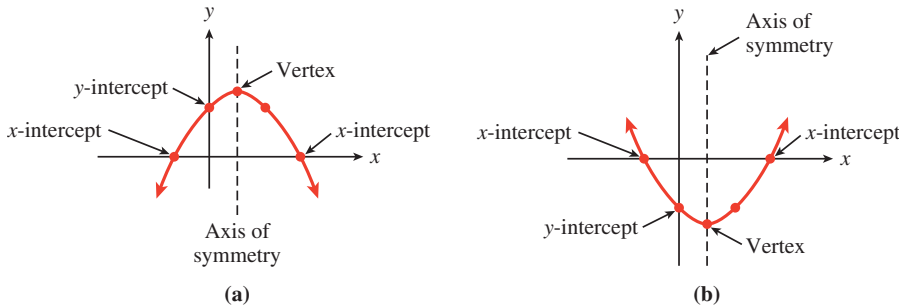 y
Vertex
y-intercept
x-intercept
x-intercept
x
Axis of
symmetry
(a)
y
Axis of
symmetry
x-intercept
x-intercept
x
y-intercept
Vertex
(b)